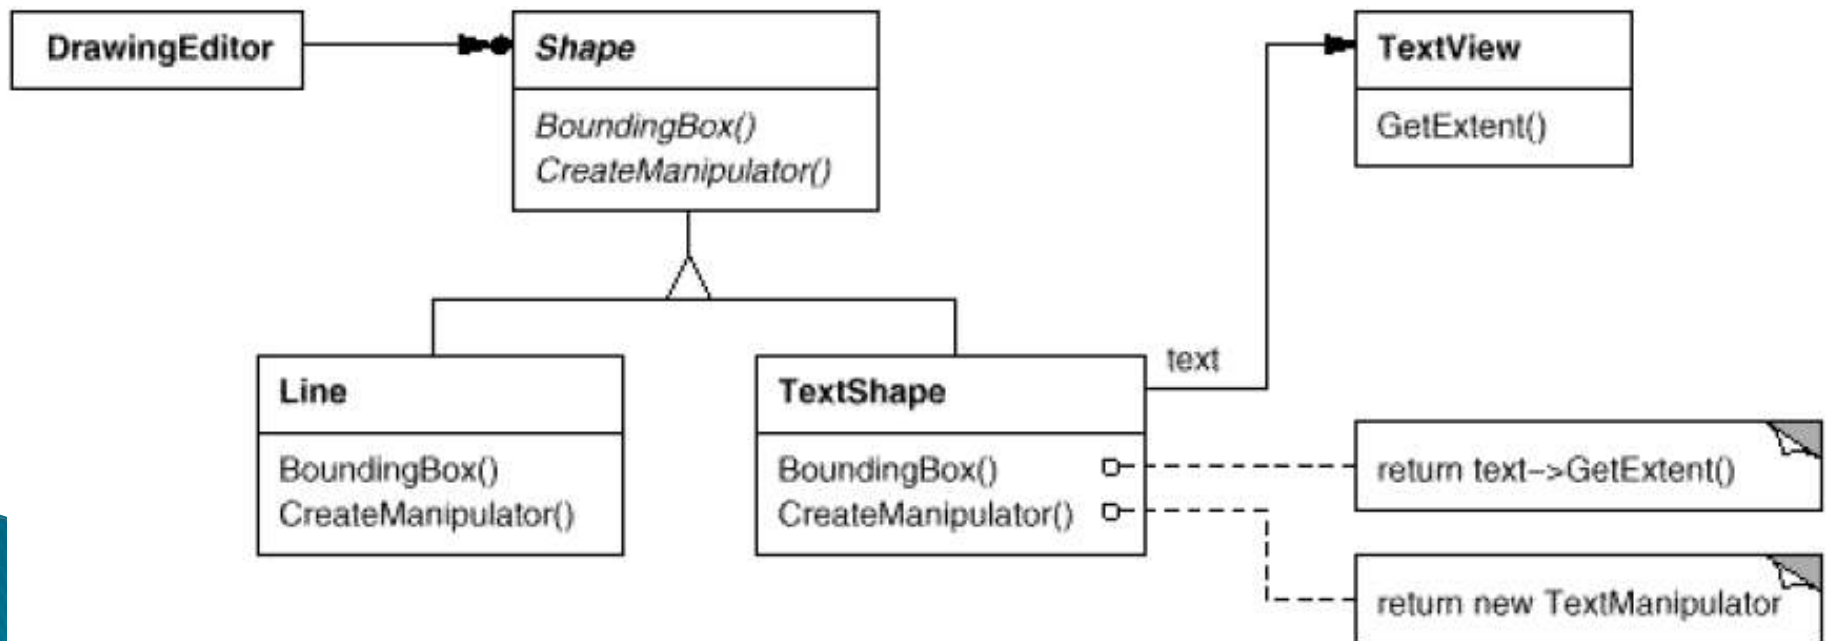 DrawingEditor
Shape
BoundingBox()
CreateManipulator()
TextView
GetExtent()
Line
BoundingBox()
CreateManipulator()
TextShape
BoundingBox()
CreateManipulator()
text
return text->GetExtent()
return new TextManipulator